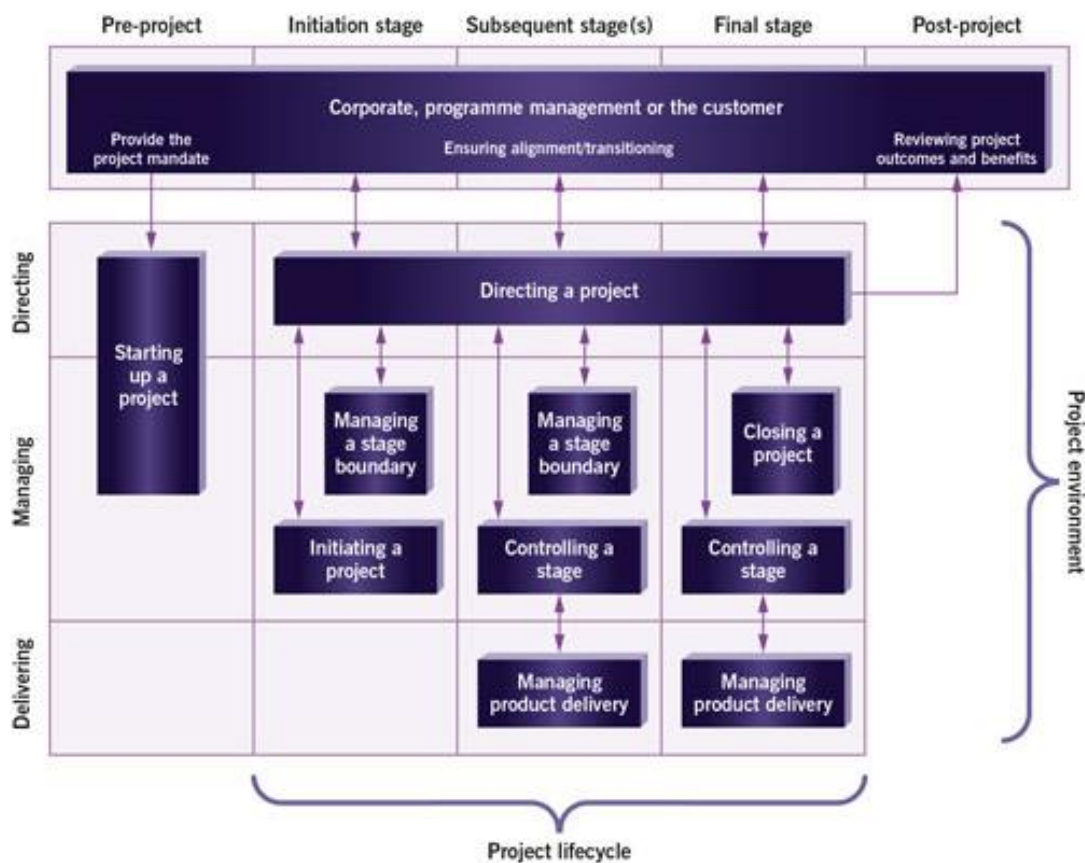 Pre-project
Initiation stage
Subsequent stage(s)
Final stage
Post-project
Corporate, programme management or the customer
Provide the
project mandate
Ensuring alignment/transitioning
Reviewing project
outcomes and benefits
Directing
Directing a project
Starting
up a
project
Managing
Managing
a stage
boundary
Managing
a stage
boundary
Closing a
project
Initiating a
project
Controlling a
stage
Controlling a
stage
Delivering
Managing
product delivery
Managing
product delivery
Project environment
Project lifecycle